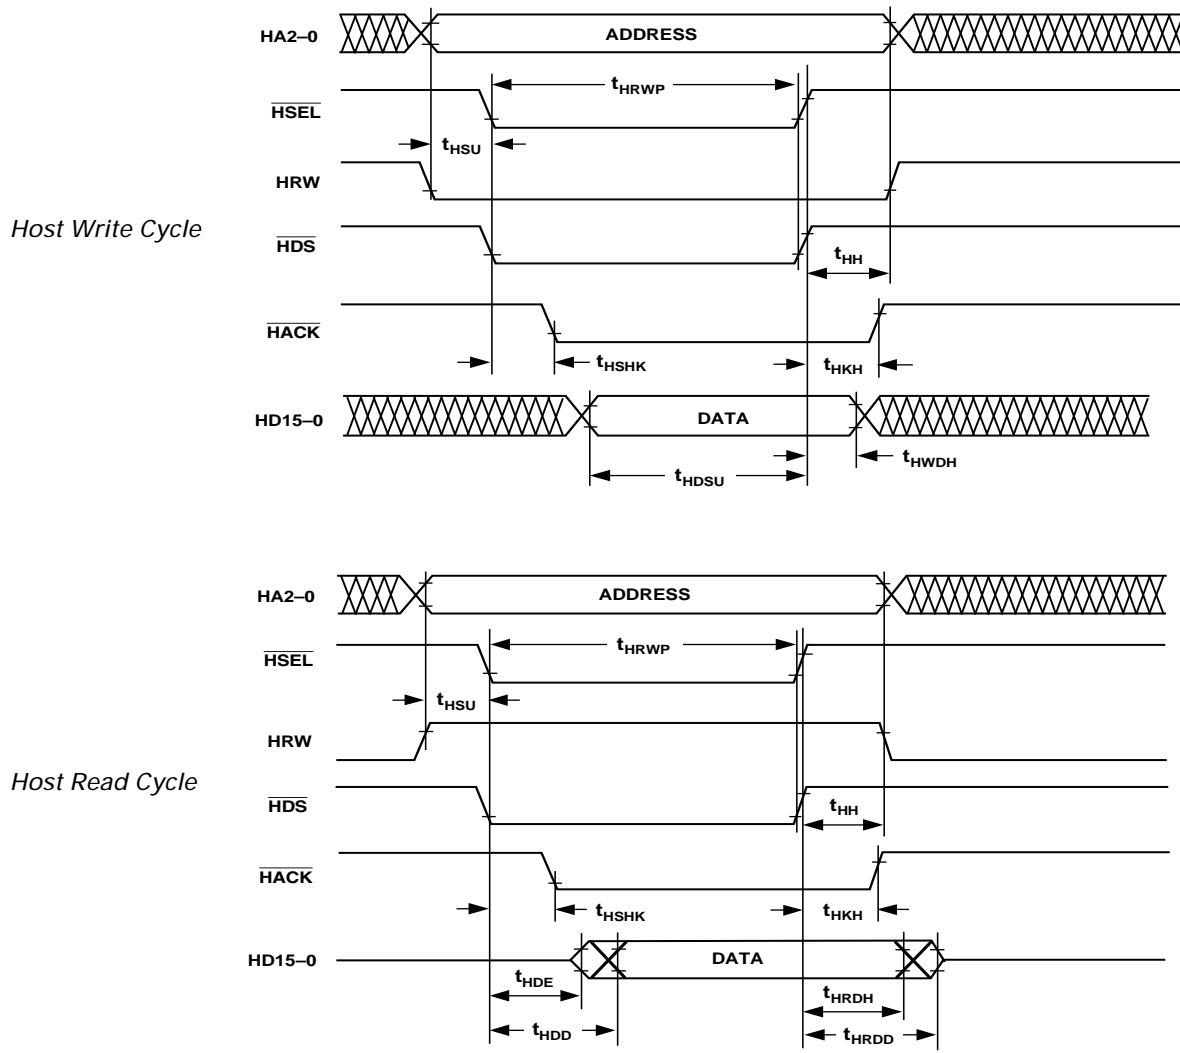 HA2–0
ADDRESS
tHRWP
HSEL
tHSU
HRW
Host Write Cycle
HDS
tHH
HACK
tHSHK
tHKH
HD15–0
DATA
tHWDH
tHDSU
HA2–0
ADDRESS
HSEL
tHRWP
tHSU
HRW
Host Read Cycle
HDS
tHH
HACK
tHSHK
tHKH
HD15–0
DATA
tHDE
tHRDH
tHDD
tHRDD